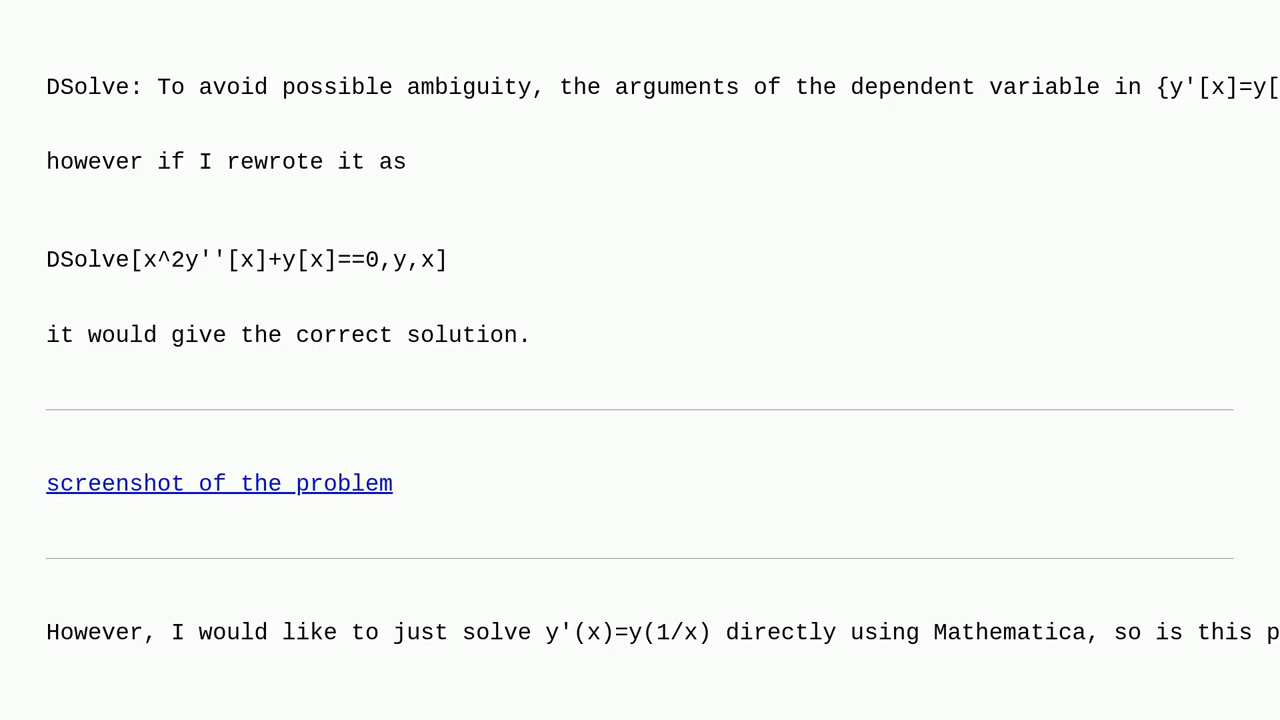 DSolve: To avoid possible ambiguity, the arguments of the dependent variable in {y'[x]=y[
however if I rewrote it as
DSolve[x^2y''[x]+y[x]==0,y,x]
it would give the correct solution.
screenshot of the problem
However, I would like to just solve y'(x)=y(1/x) directly using Mathematica, so is this p